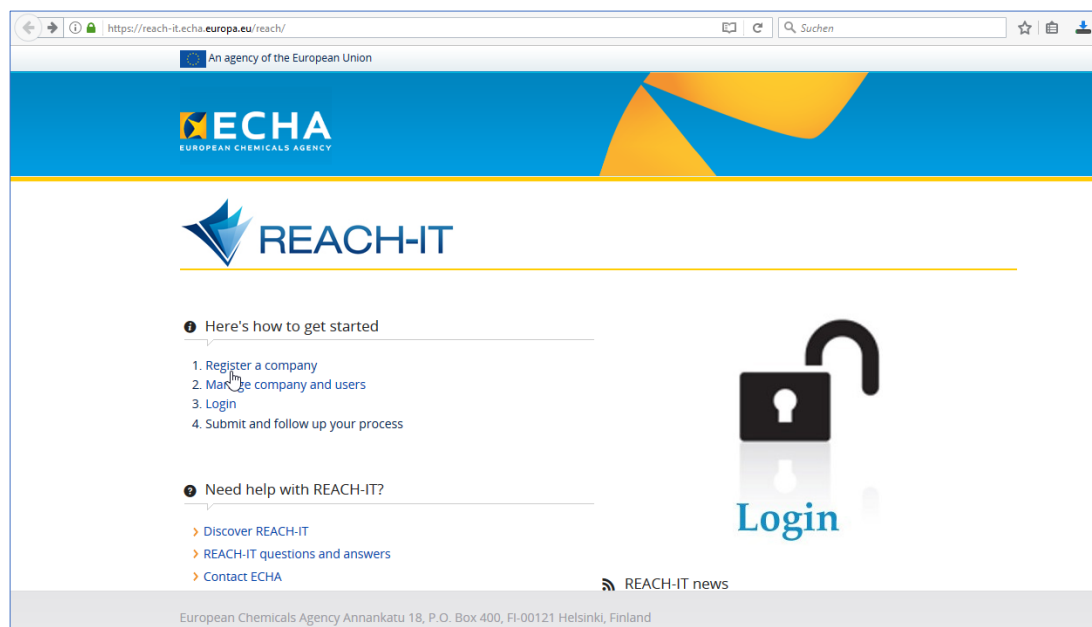 https://reach-it.echa.europa.eu/reach/
Suchen
An agency of the European Union
ECHA
EUROPEAN CHEMICALS AGENCY
REACH-IT
Here's how to get started
1. Register a company
2. Manage company and users
3. Login
4. Submit and follow up your process
Login
Need help with REACH-IT?
Discover REACH-IT
REACH-IT questions and answers
Contact ECHA
REACH-IT news
European Chemicals Agency Annankatu 18, P.O. Box 400, FI-00121 Helsinki, Finland